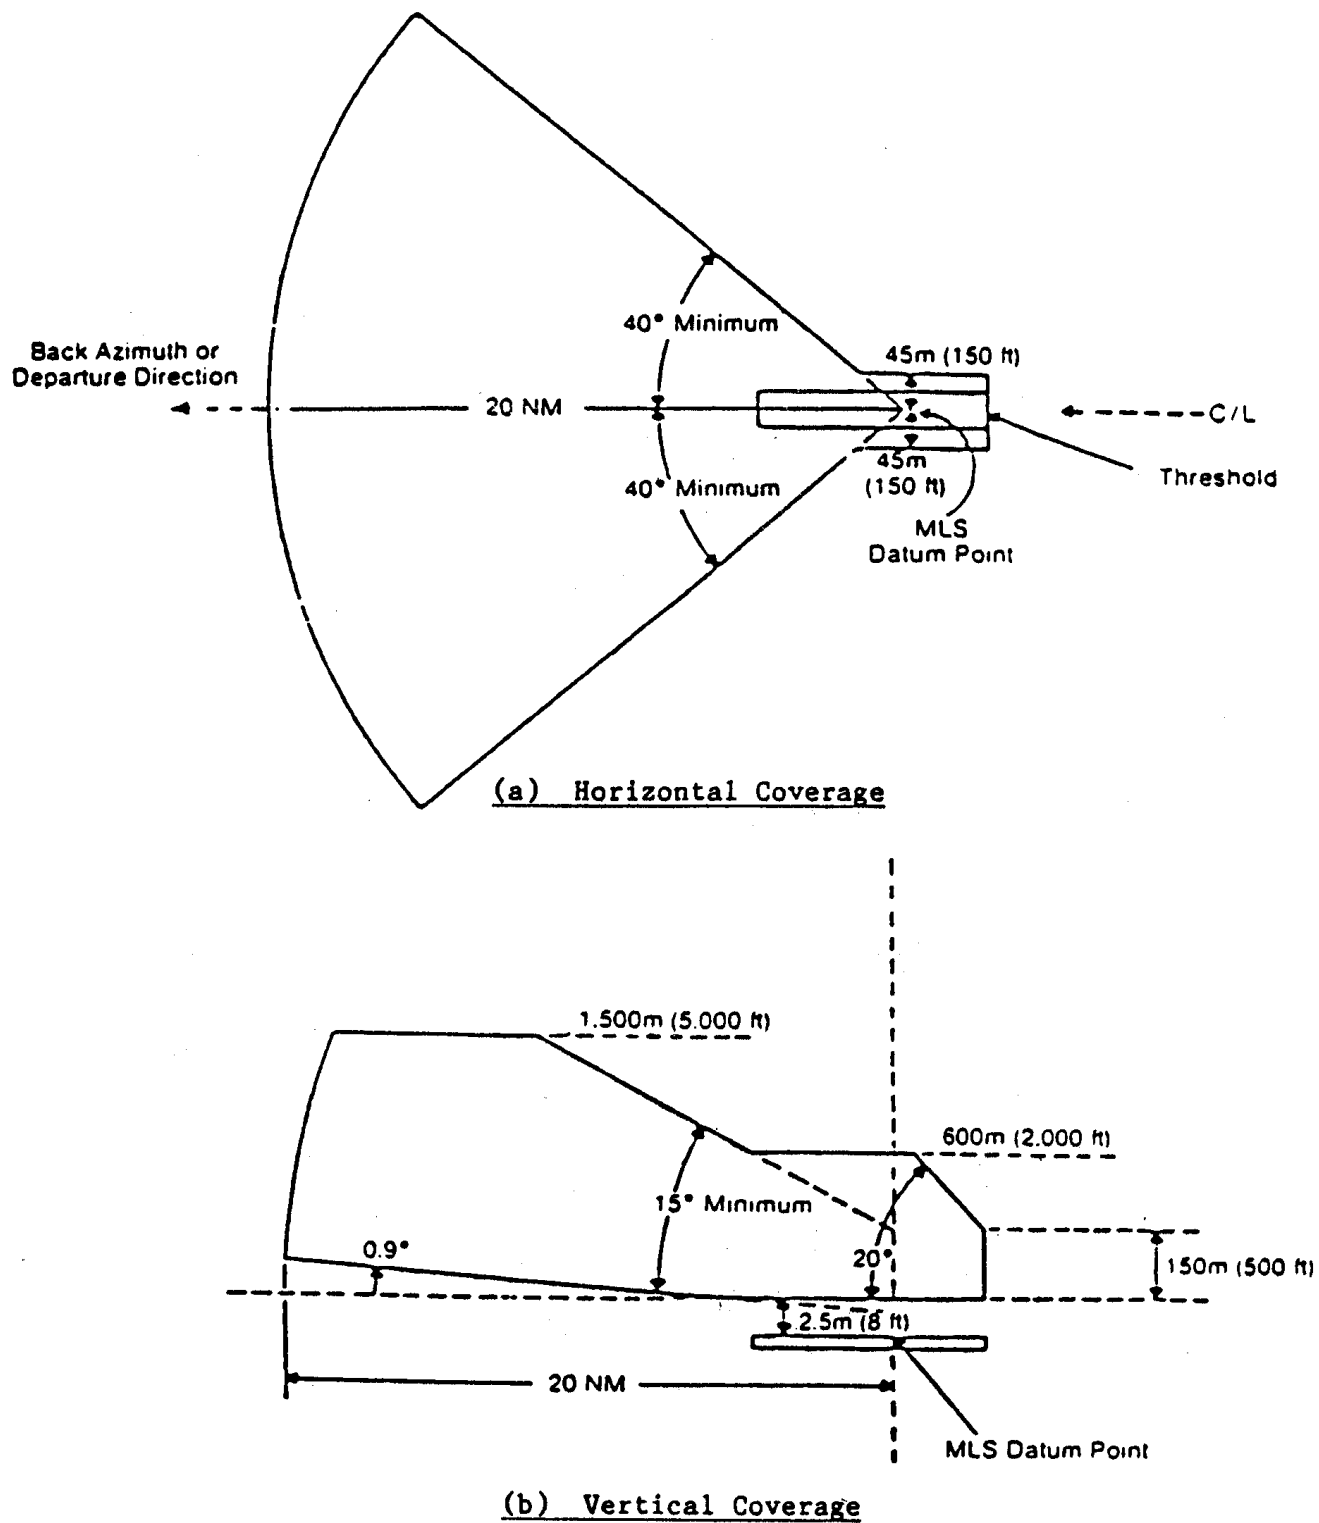 40° Minimum
45m (150 ft)
Back Azimuth or
Departure Direction
20 NM
C/L
45m
(150 ft)
Threshold
40° Minimum
MLS
Datum Point
(a) Horizontal Coverage
1.500m (5.000 ft)
600m (2.000 ft)
15° Minimum
0.9°
20°
150m (500 ft)
2.5m (8 ft)
20 NM
MLS Datum Point
(b) Vertical Coverage